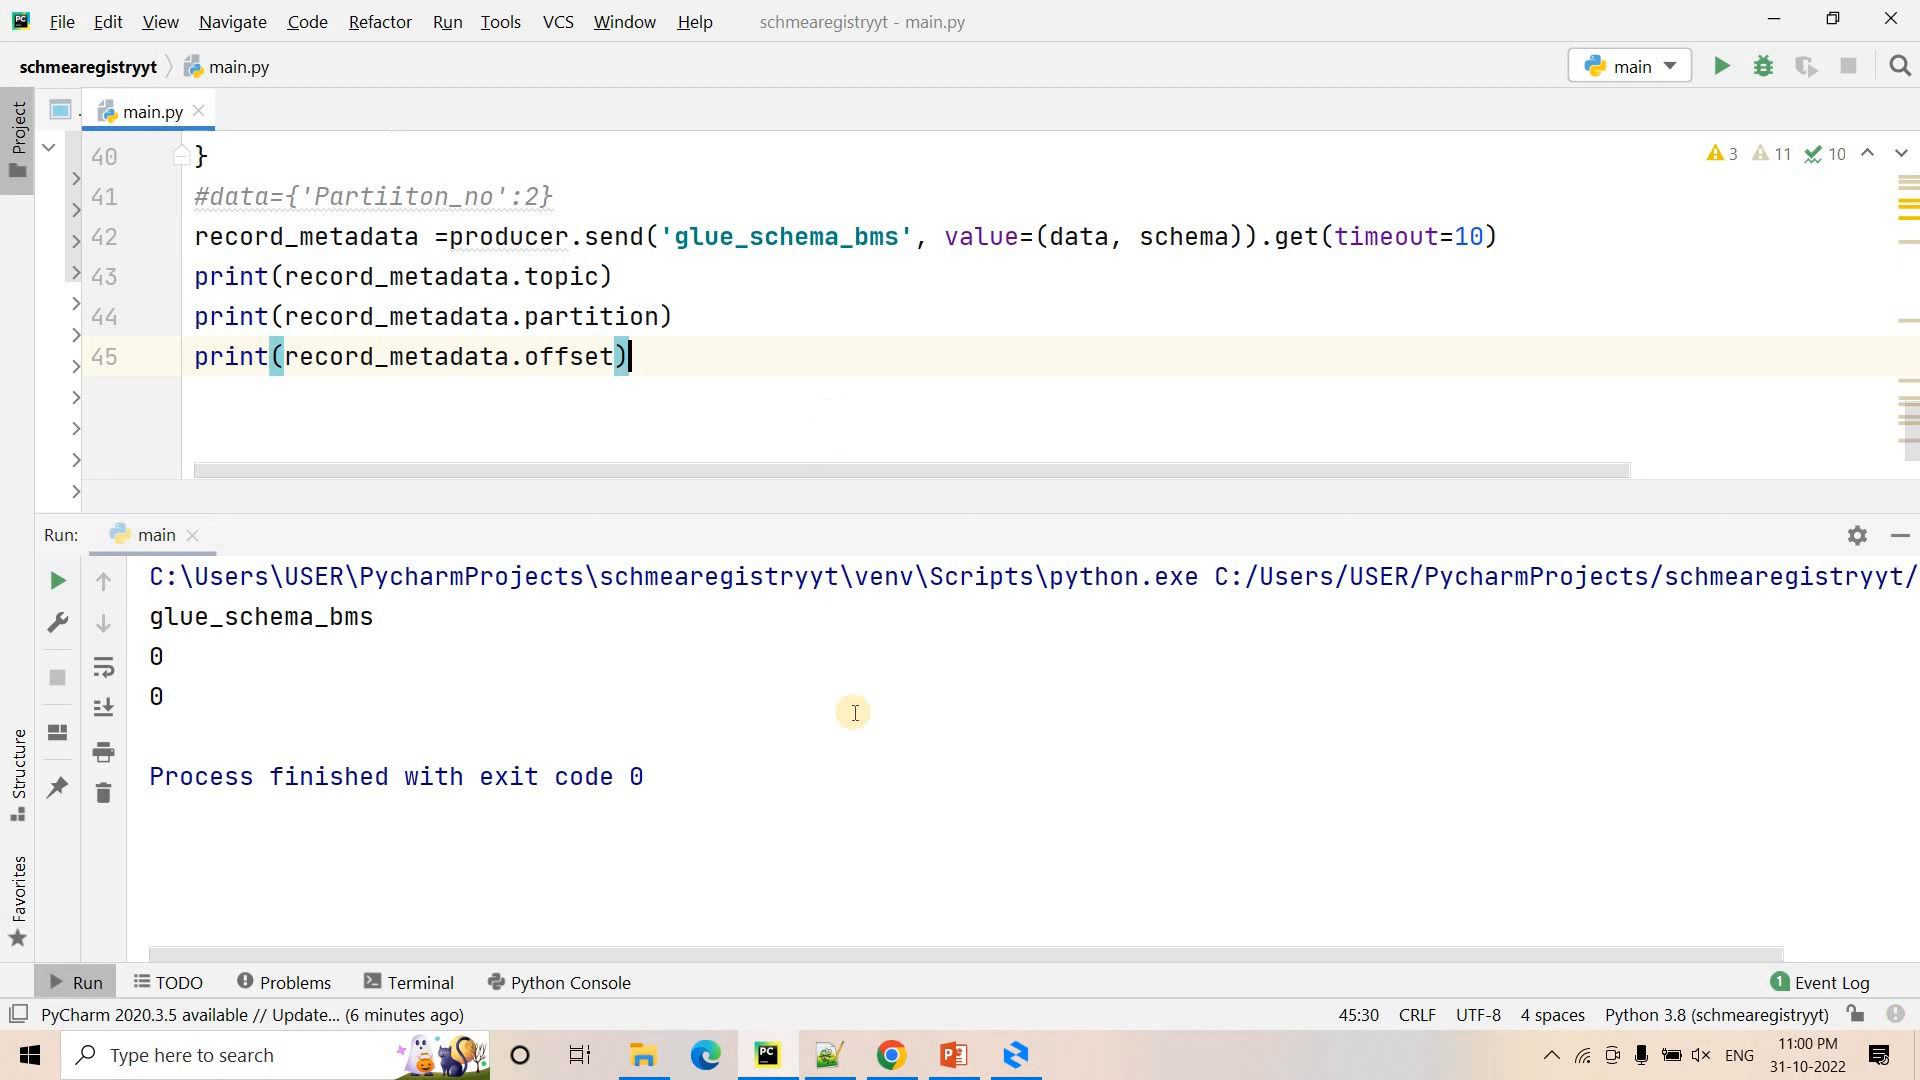 File Edit View Navigate Code Refactor Run Tools VCS Window Help schmearegistryyt - main.py
schmearegistryyt main.py main
Project
main.py
40 }
3 11 10
41 #data={'Partiiton_no':2}
42 record_metadata =producer.send('glue_schema_bms', value=(data, schema)).get(timeout=10)
43 print(record_metadata.topic)
44 print(record_metadata.partition)
45 print(record_metadata.offset)
Run: main
C:\Users\USER\PycharmProjects\schmearegistryyt\venv\Scripts\python.exe C:/Users/USER/PycharmProjects/schmearegistryyt/
glue_schema_bms
0
0
Process finished with exit code 0
Structure
Favorites
Run TODO Problems Terminal Python Console 1 Event Log
PyCharm 2020.3.5 available // Update... (6 minutes ago) 45:30 CRLF UTF-8 4 spaces Python 3.8 (schmearegistryyt)
Type here to search PC ENG 11:00 PM
31-10-2022